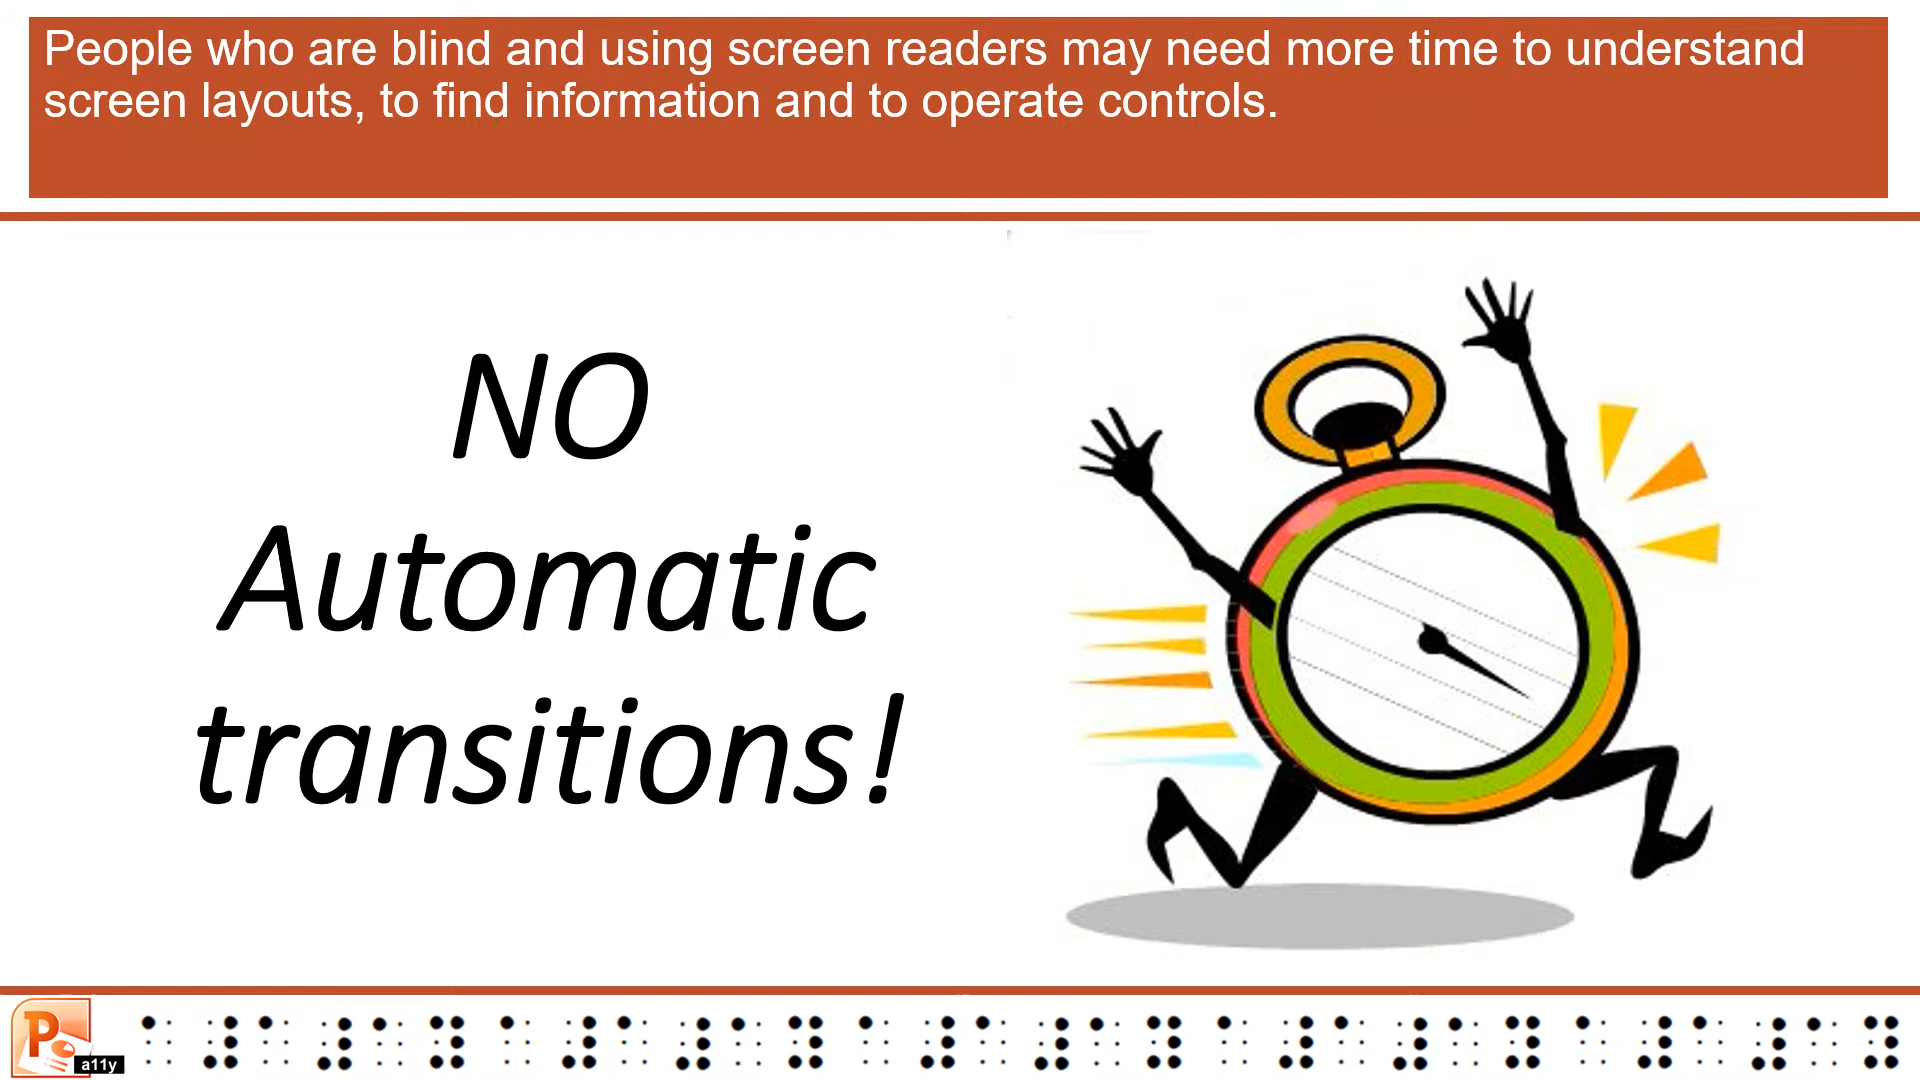 People who are blind and using screen readers may need more time to understand
screen layouts, to find information and to operate controls.
NO
Automatic
transitions!
P
a11y
⠁⠼⠁⠼⠁⠽⠁⠼⠁⠼⠁⠽⠁⠼⠁⠼⠁⠽⠁⠼⠁⠼⠁⠽⠁⠼⠁⠼⠁⠽